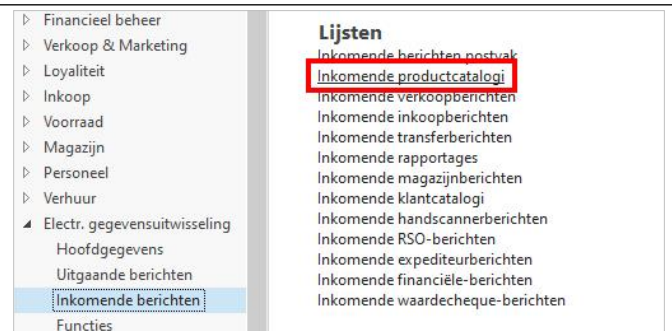 Financieel beheer
Verkoop & Marketing
Loyaliteit
Inkoop
Voorraad
Magazijn
Personeel
Verhuur
Electr. gegevensuitwisseling
Hoofdgegevens
Uitgaande berichten
Inkomende berichten
Functies
Lijsten
Inkomende berichten postvak
Inkomende productcatalogi
Inkomende verkoopberichten
Inkomende inkoopberichten
Inkomende transferberichten
Inkomende rapportages
Inkomende magazijnberichten
Inkomende klantcatalogi
Inkomende handscannerberichten
Inkomende RSO-berichten
Inkomende expediteurberichten
Inkomende financiële-berichten
Inkomende waardecheque-berichten